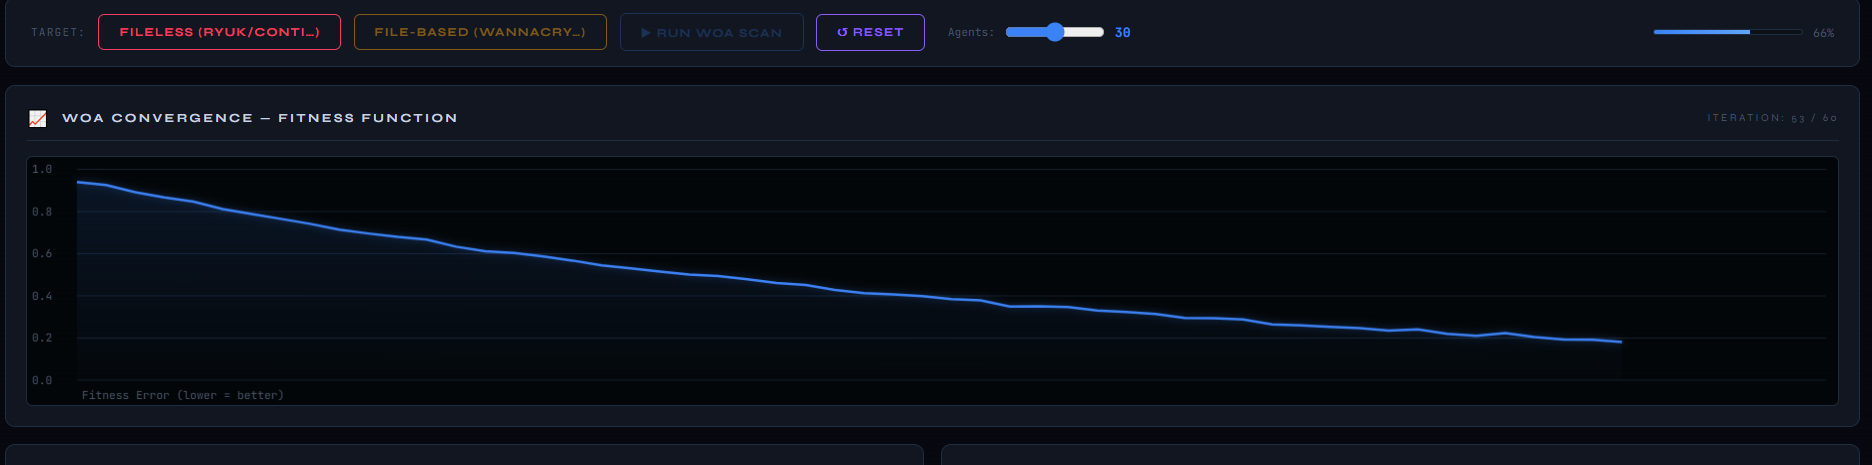 TARGET: FILELESS (RYUK/CONTI…) FILE-BASED (WANNACRY…) ▶ RUN WOA SCAN ↺ RESET Agents: 30 66%
📈 WOA CONVERGENCE — FITNESS FUNCTION ITERATION: 53 / 60
1.0
0.8
0.6
0.4
0.2
0.0
Fitness Error (lower = better)